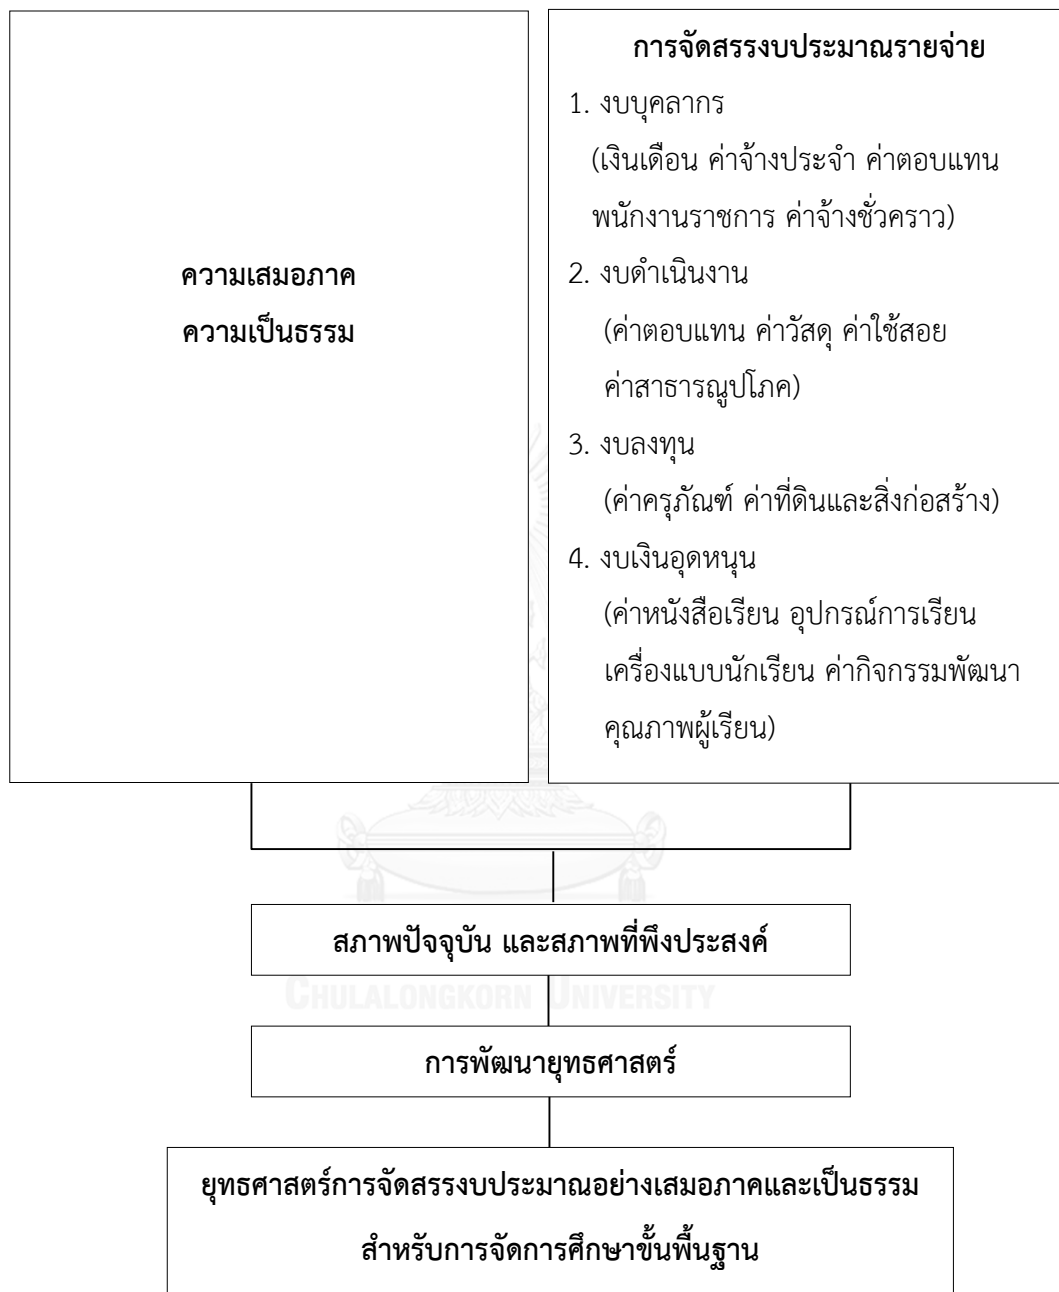 ความเสมอภาค
ความเป็นธรรม
การจัดสรรงบประมาณรายจ่าย
1. งบบุคลากร
(เงินเดือน ค่าจ้างประจำ ค่าตอบแทน
พนักงานราชการ ค่าจ้างชั่วคราว)
2. งบดำเนินงาน
(ค่าตอบแทน ค่าวัสดุ ค่าใช้สอย
ค่าสาธารณูปโภค)
3. งบลงทุน
(ค่าครุภัณฑ์ ค่าที่ดินและสิ่งก่อสร้าง)
4. งบเงินอุดหนุน
(ค่าหนังสือเรียน อุปกรณ์การเรียน
เครื่องแบบนักเรียน ค่ากิจกรรมพัฒนา
คุณภาพผู้เรียน)
สภาพปัจจุบัน และสภาพที่พึงประสงค์
CHULALONGKORN UNIVERSITY
การพัฒนายุทธศาสตร์
ยุทธศาสตร์การจัดสรรงบประมาณอย่างเสมอภาคและเป็นธรรม
สำหรับการจัดการศึกษาขั้นพื้นฐาน